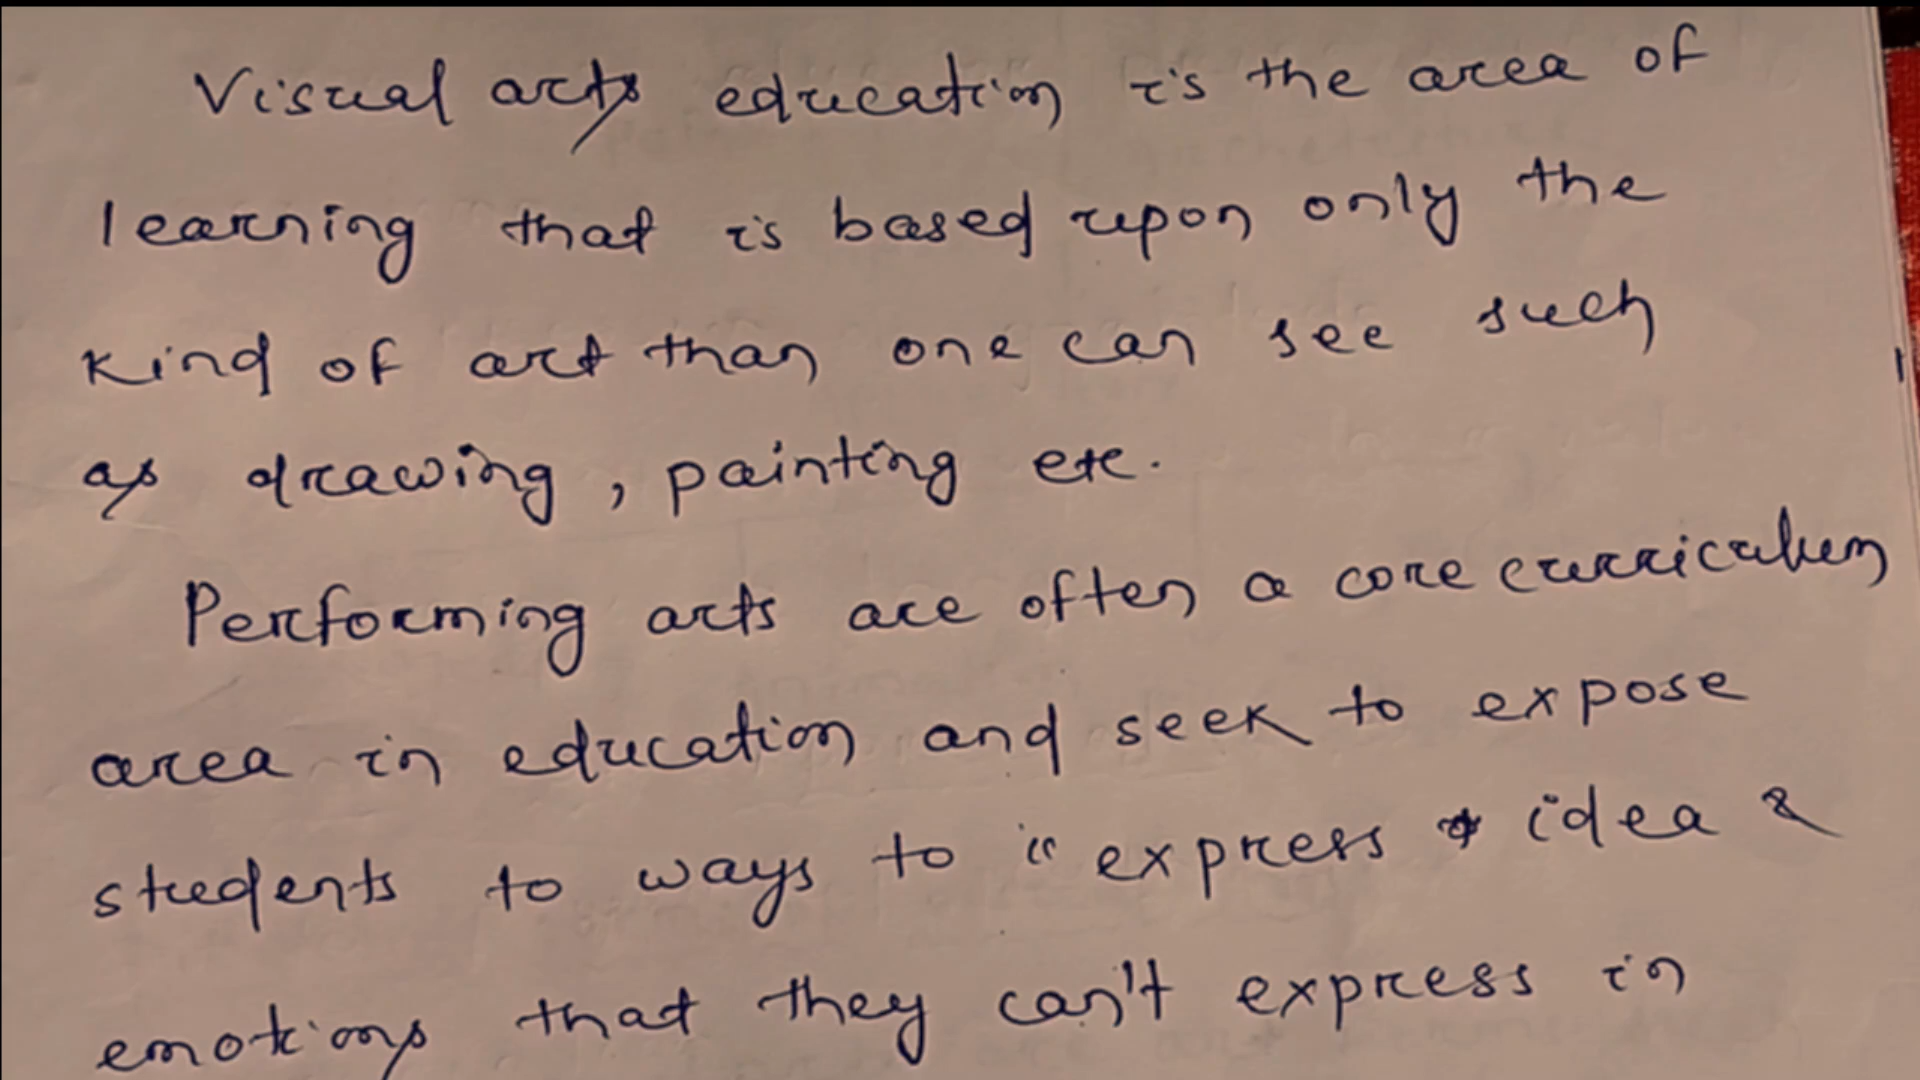 Visual arts education is the area of
learning that is based upon only the
kind of art than one can see such
as drawing, painting etc.
Performing arts are often a core curriculum
area in education and seek to expose
students to ways to " express idea &
emotions that they can't express in